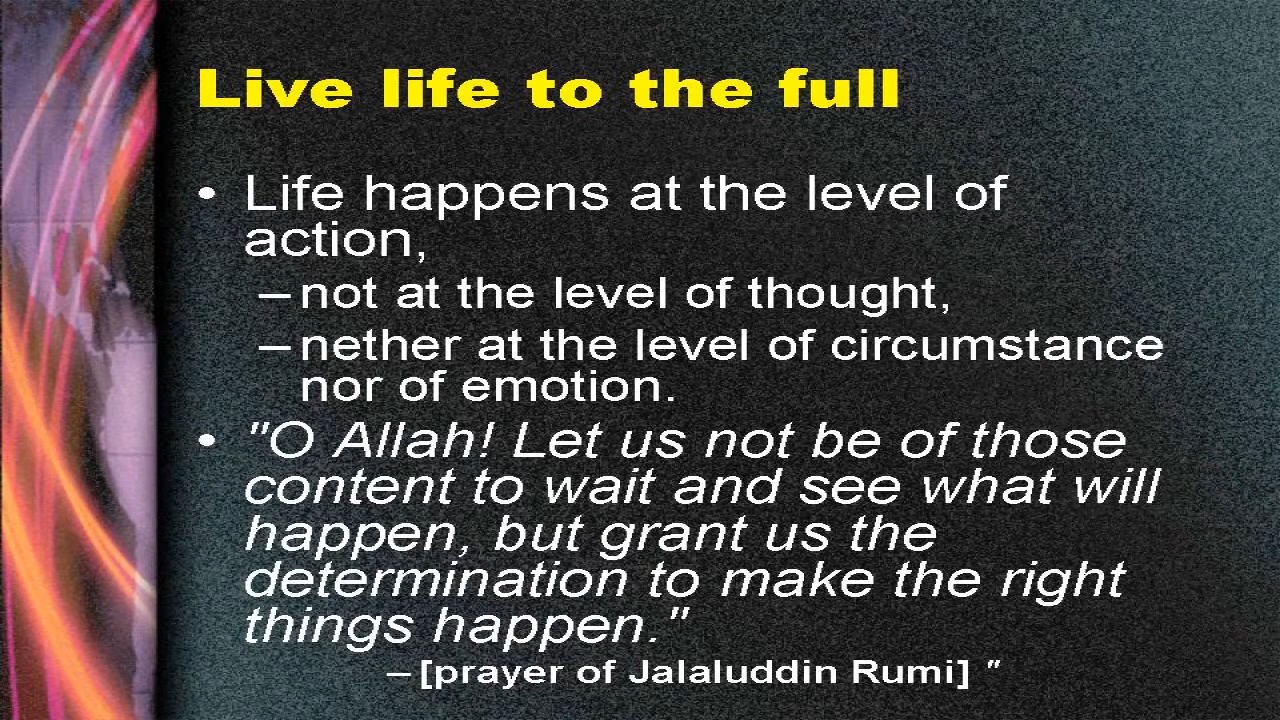 Live life to the full
• Life happens at the level of
action,
– not at the level of thought,
– nether at the level of circumstance
nor of emotion.
• "O Allah! Let us not be of those
content to wait and see what will
happen, but grant us the
determination to make the right
things happen."
– [prayer of Jalaluddin Rumi] "